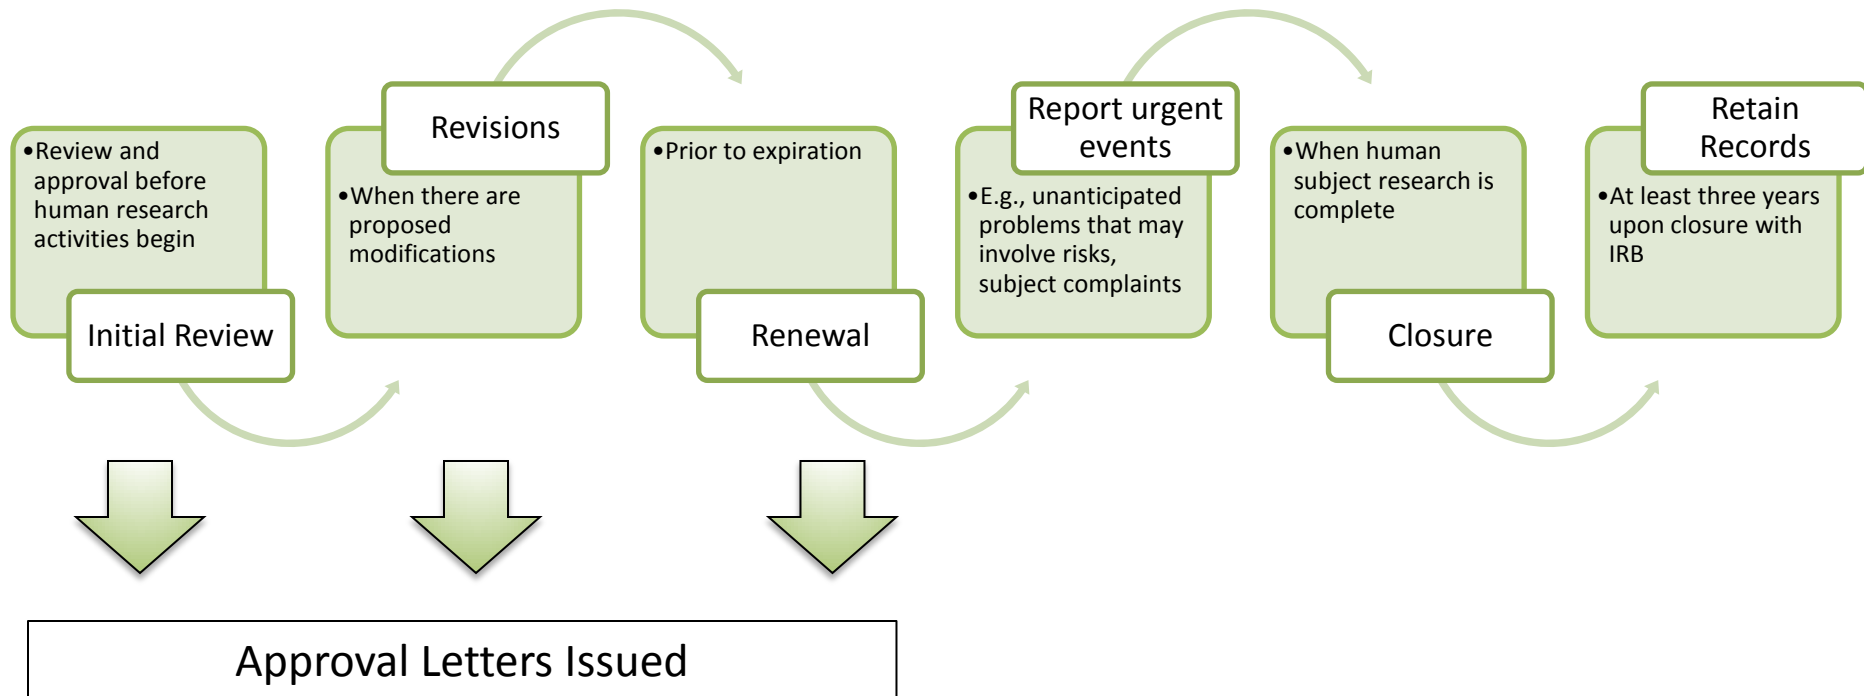 •Review and
approval before
human research
activities begin
Initial Review
Revisions
•When there are
proposed
modifications
•Prior to expiration
Renewal
Report urgent
events
•E.g., unanticipated
problems that may
involve risks,
subject complaints
•When human
subject research is
complete
Closure
Retain
Records
•At least three years
upon closure with
IRB
Approval Letters Issued